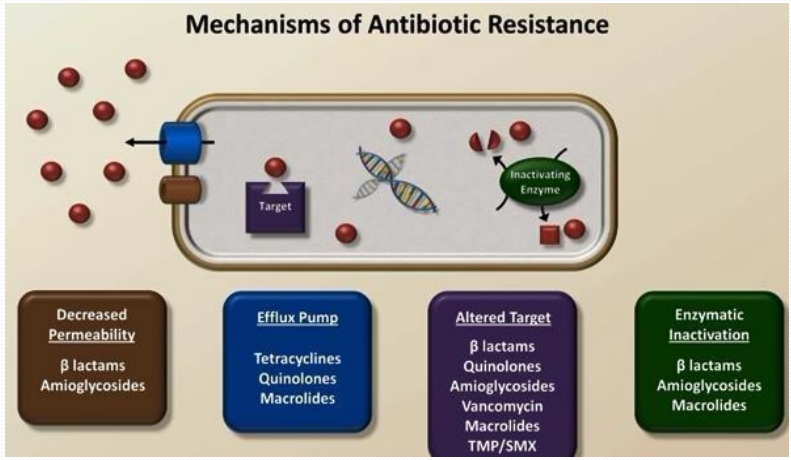 Mechanisms of Antibiotic Resistance
Target
Inactivating
Enzyme
Decreased
Permeability
β lactams
Amioglycosides
Efflux Pump
Tetracyclines
Quinolones
Macrolides
Altered Target
β lactams
Quinolones
Amioglycosides
Vancomycin
Macrolides
TMP/SMX
Enzymatic
Inactivation
β lactams
Amioglycosides
Macrolides